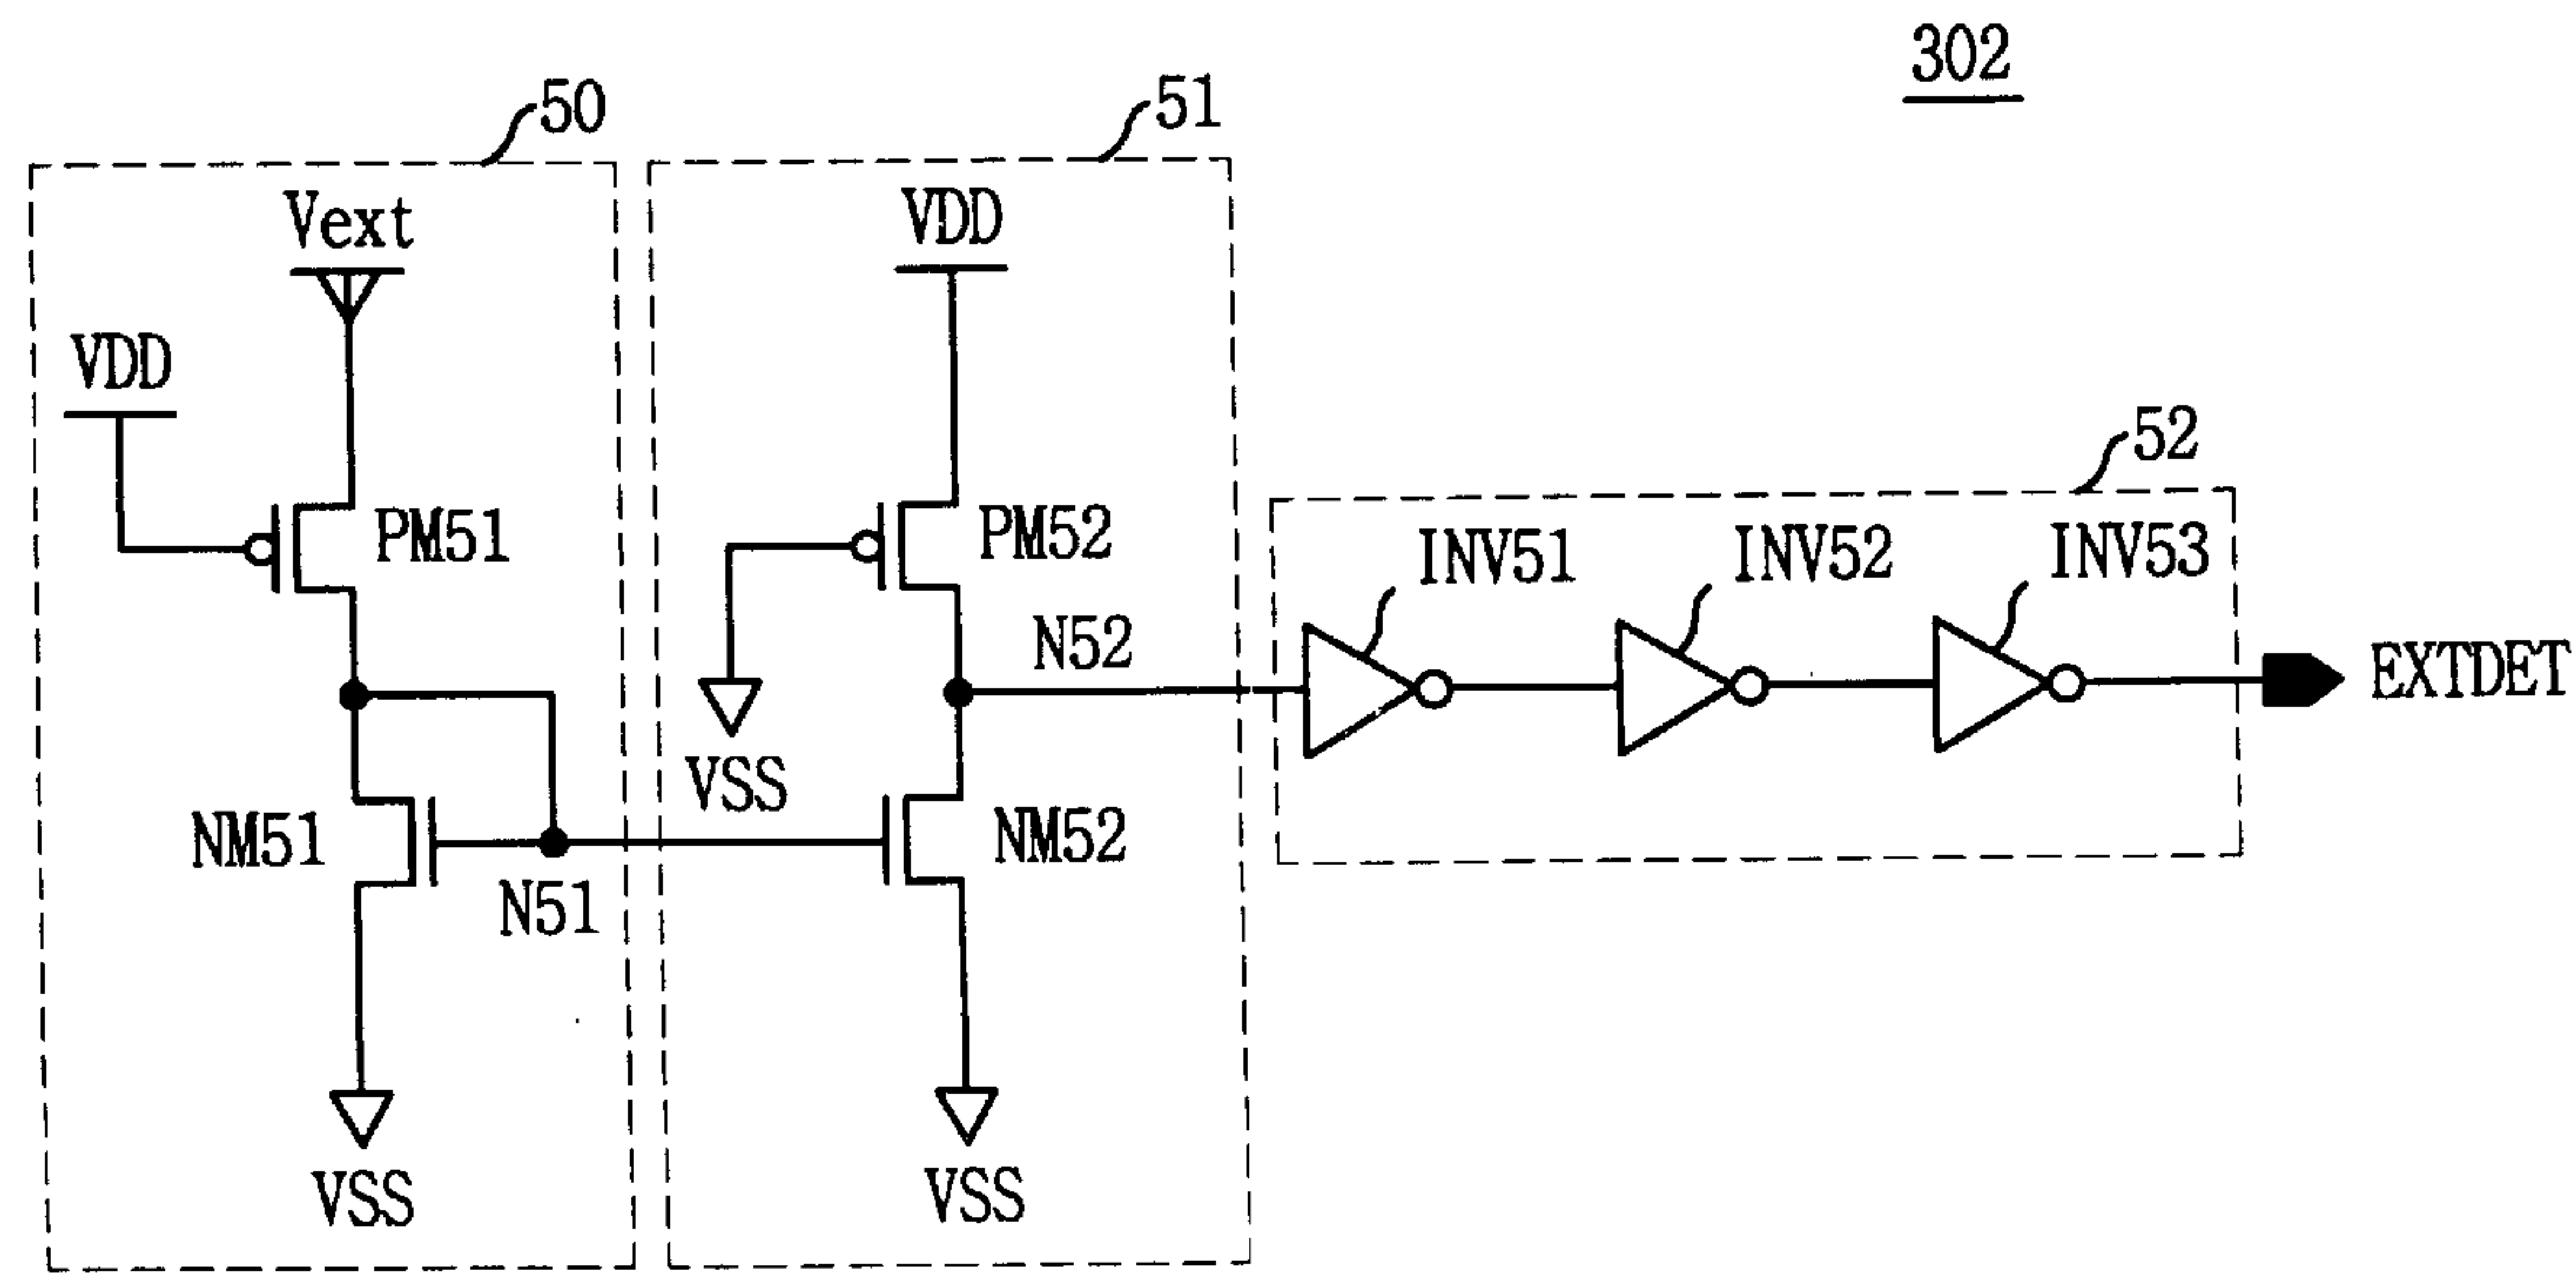 302
50
51
Vext
VDD
VDD
52
PM51
PM52
INV51
INV52
INV53
N52
EXTDET
VSS
NM51
NM52
N51
VSS
VSS